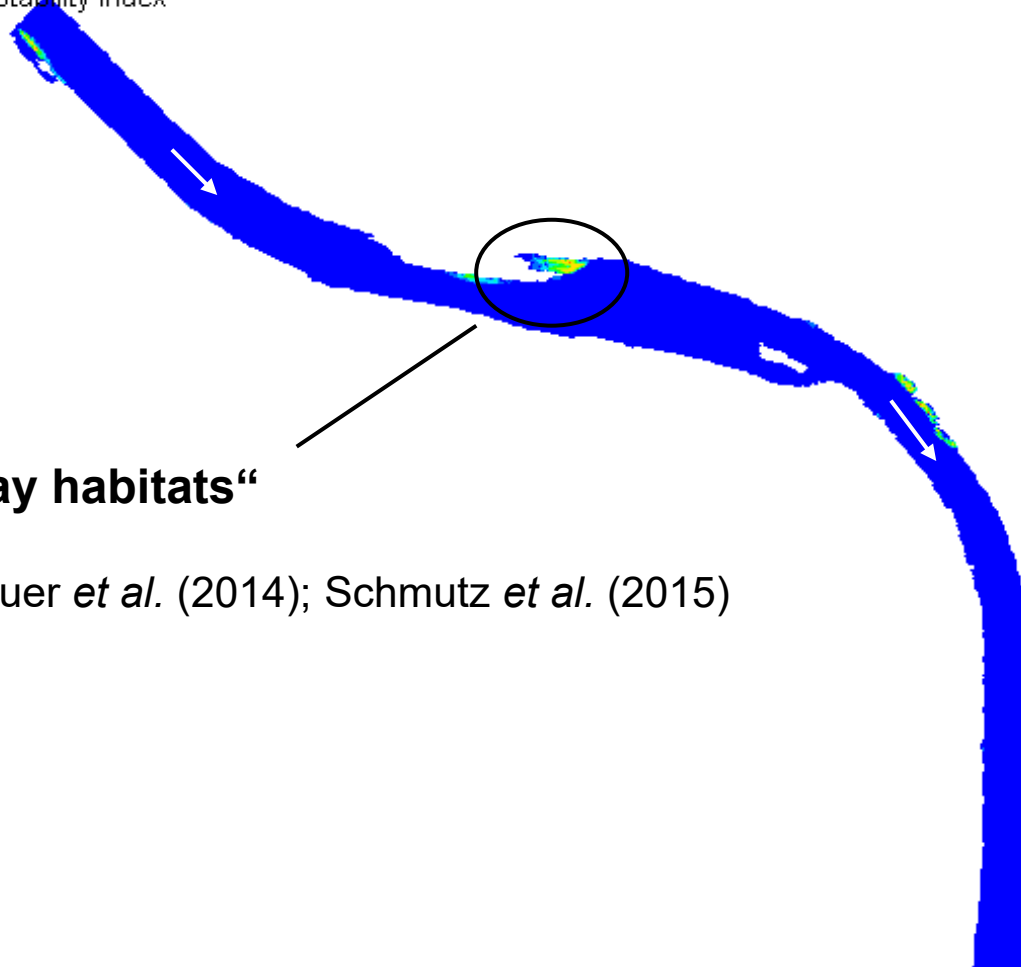 ay habitats“
uer et al. (2014); Schmutz et al. (2015)